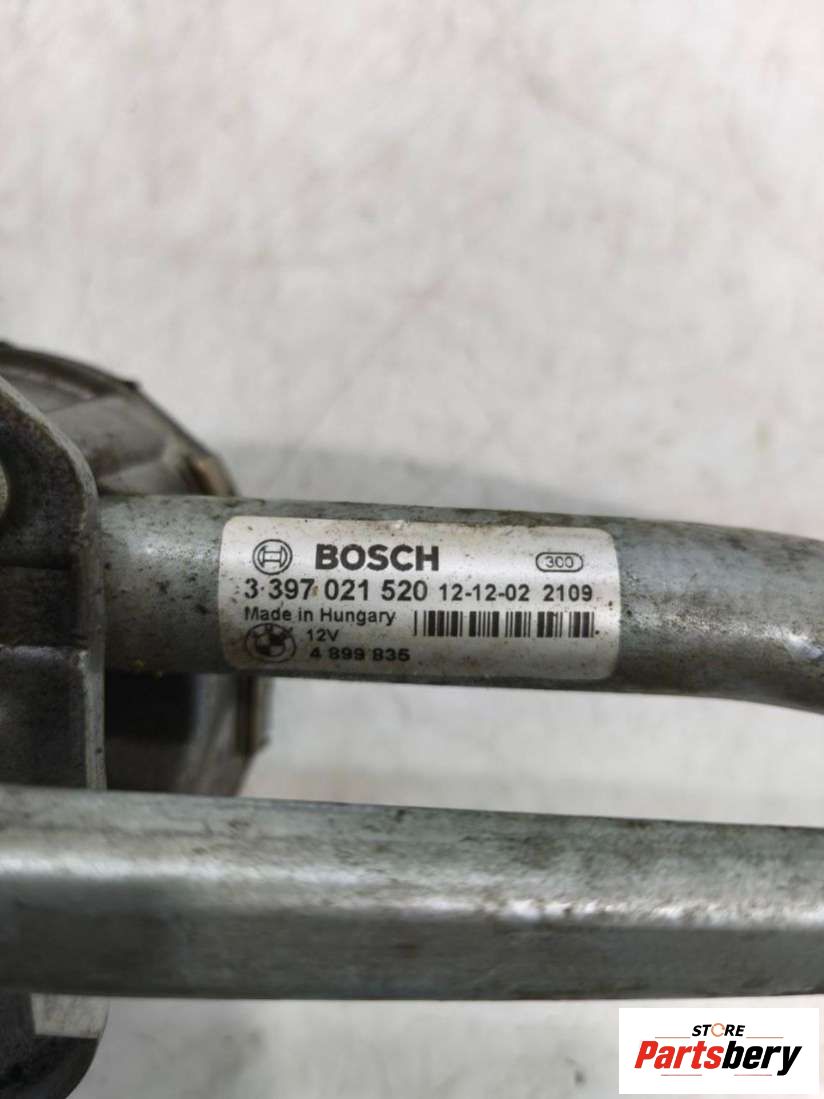 BOSCH 300
3 397 021 520 12-12-02 2109
Made in Hungary
12V
4 899 835
STORE
Partsbery